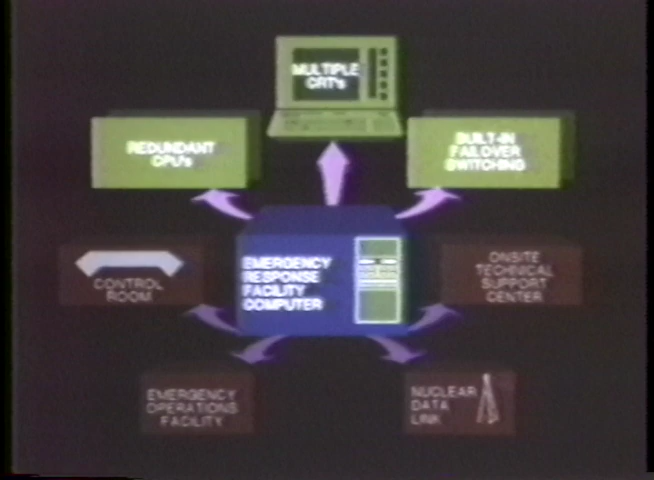 MULTIPLE
CRT's
REDUNDANT
CPU's
BUILT-IN
FAILOVER
SWITCHING
EMERGENCY
RESPONSE
FACILITY
COMPUTER
CONTROL
ROOM
ONSITE
TECHNICAL
SUPPORT
CENTER
EMERGENCY
OPERATIONS
FACILITY
NUCLEAR
DATA
LINK